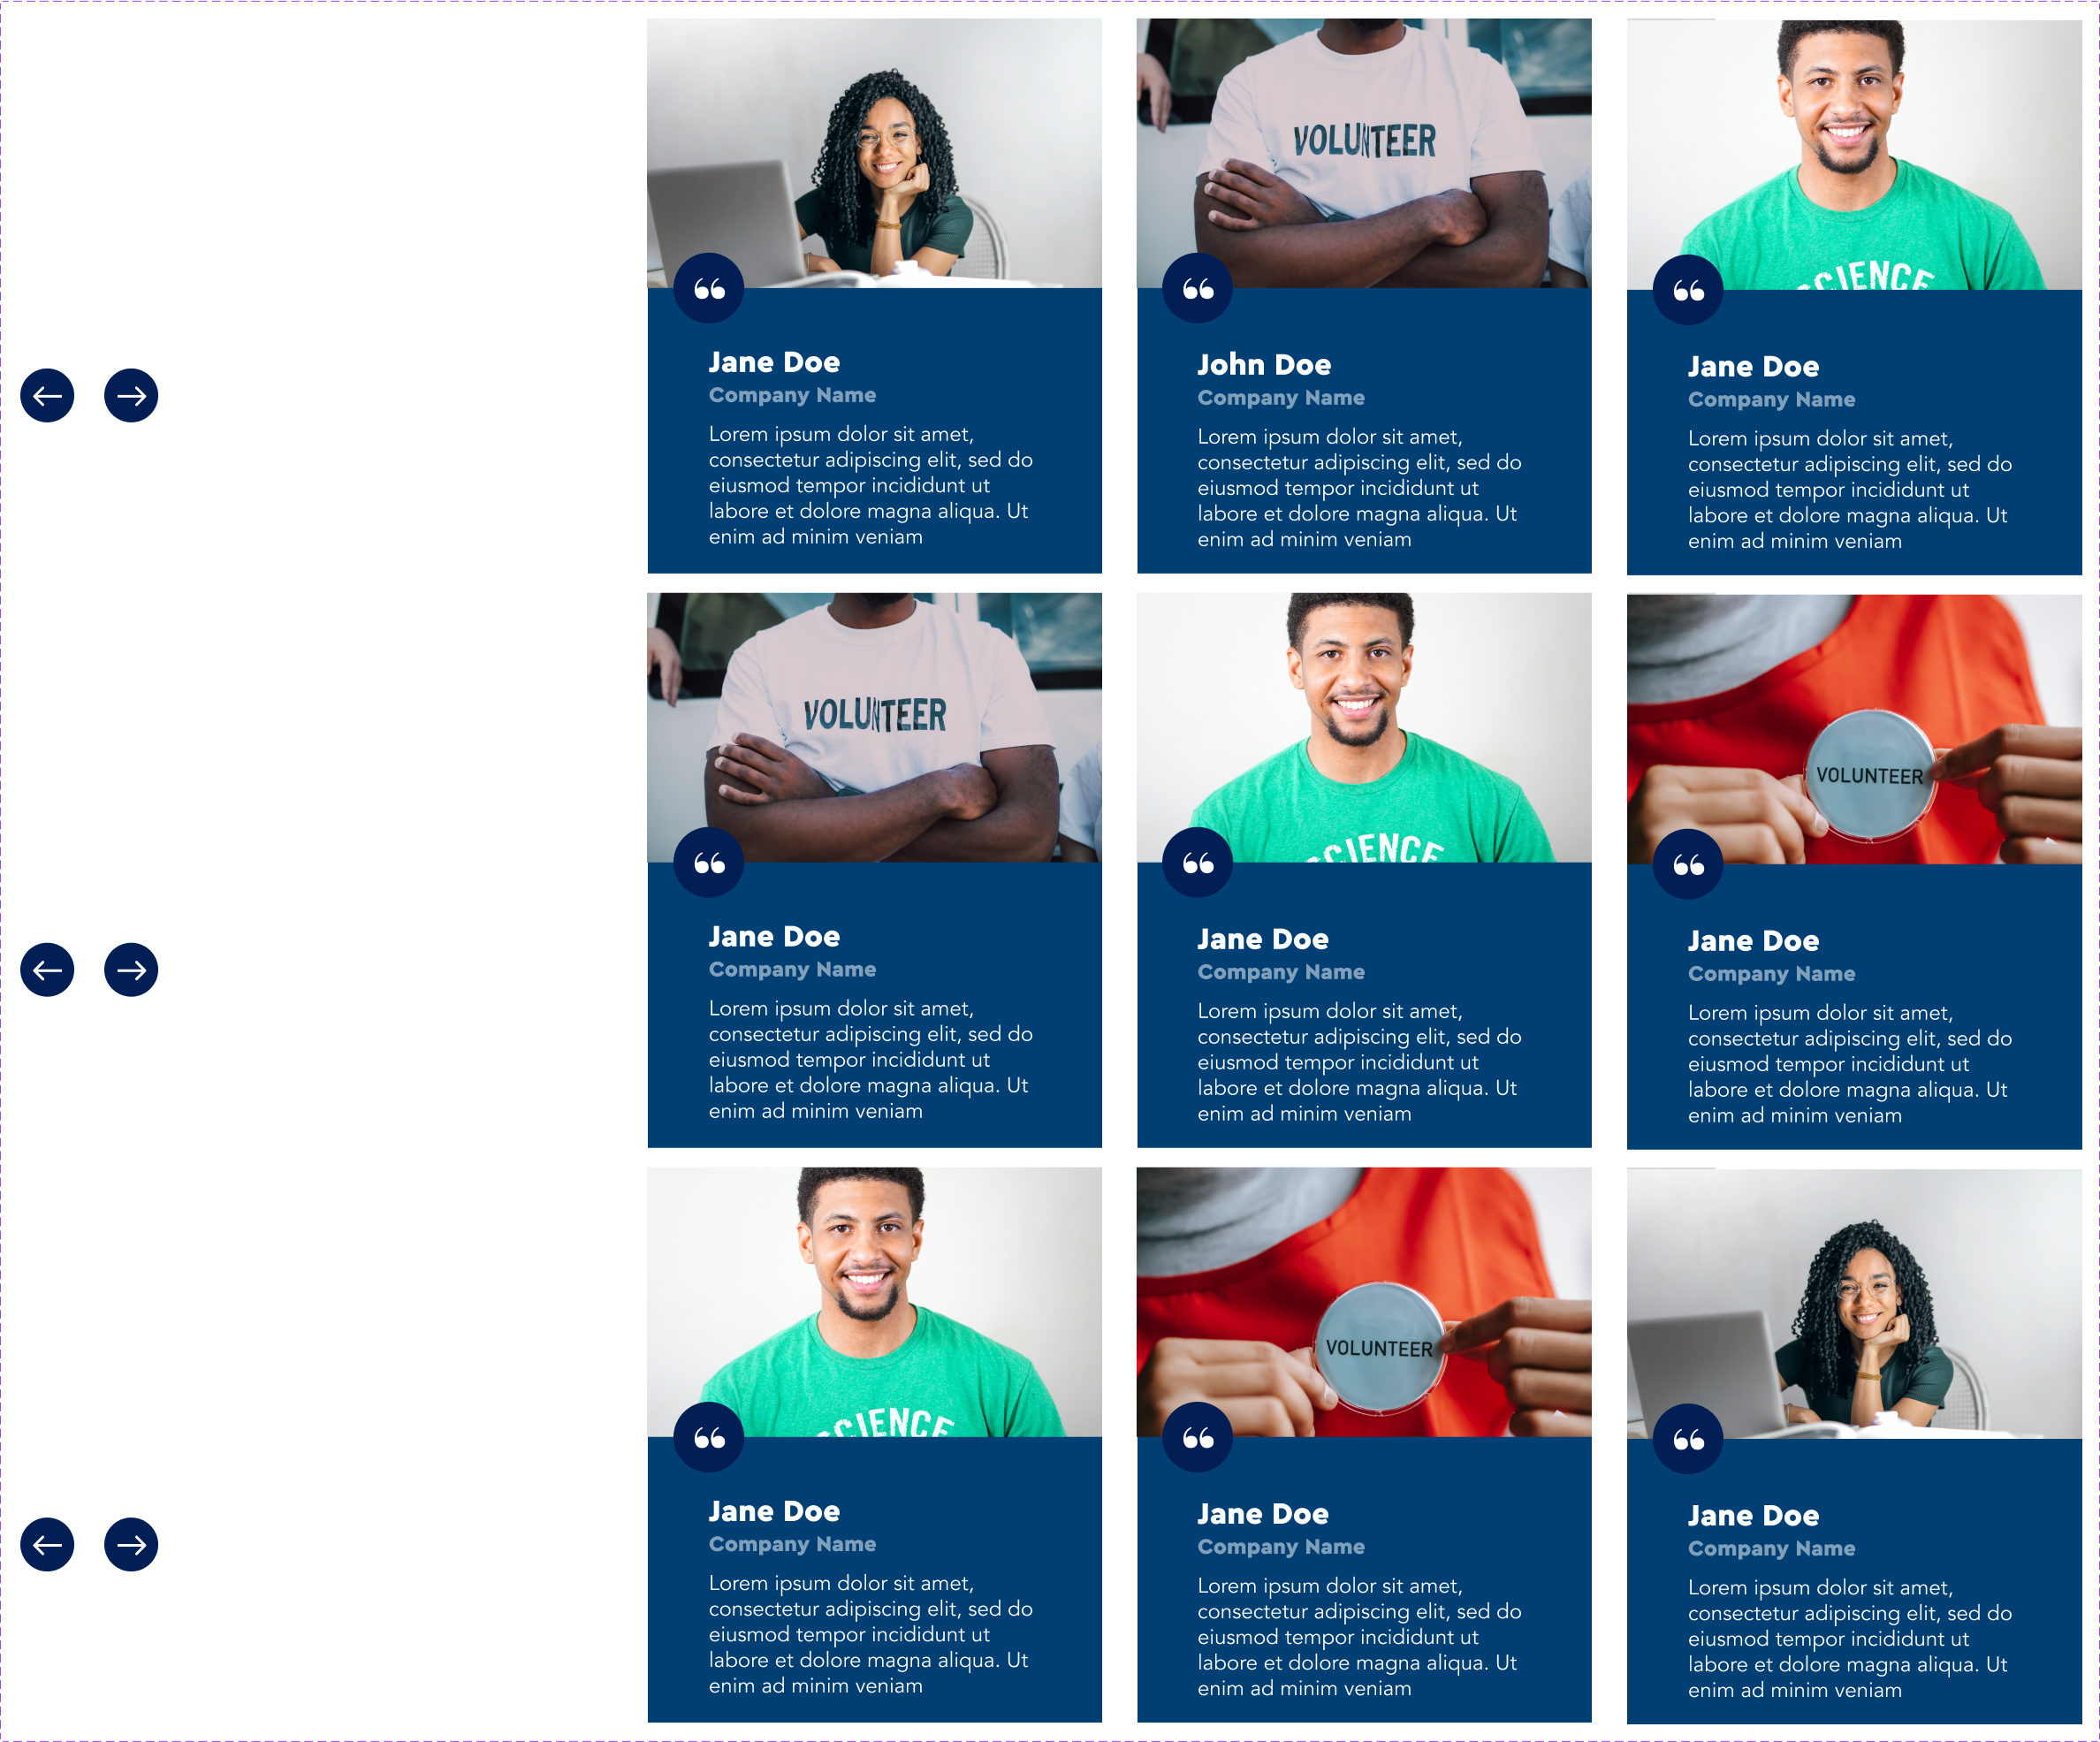 VOLUNTEER
CIENCE
Jane Doe
Company Name
Lorem ipsum dolor sit amet,
consectetur adipiscing elit, sed do
eiusmod tempor incididunt ut
labore et dolore magna aliqua. Ut
enim ad minim veniam
John Doe
Company Name
Lorem ipsum dolor sit amet,
consectetur adipiscing elit, sed do
eiusmod tempor incididunt ut
labore et dolore magna aliqua. Ut
enim ad minim veniam
Jane Doe
Company Name
Lorem ipsum dolor sit amet,
consectetur adipiscing elit, sed do
eiusmod tempor incididunt ut
labore et dolore magna aliqua. Ut
enim ad minim veniam
VOLUNTEER
CIENCE
VOLUNTEER
Jane Doe
Company Name
Lorem ipsum dolor sit amet,
consectetur adipiscing elit, sed do
eiusmod tempor incididunt ut
labore et dolore magna aliqua. Ut
enim ad minim veniam
Jane Doe
Company Name
Lorem ipsum dolor sit amet,
consectetur adipiscing elit, sed do
eiusmod tempor incididunt ut
labore et dolore magna aliqua. Ut
enim ad minim veniam
Jane Doe
Company Name
Lorem ipsum dolor sit amet,
consectetur adipiscing elit, sed do
eiusmod tempor incididunt ut
labore et dolore magna aliqua. Ut
enim ad minim veniam
CIENCE
VOLUNTEER
Jane Doe
Company Name
Lorem ipsum dolor sit amet,
consectetur adipiscing elit, sed do
eiusmod tempor incididunt ut
labore et dolore magna aliqua. Ut
enim ad minim veniam
Jane Doe
Company Name
Lorem ipsum dolor sit amet,
consectetur adipiscing elit, sed do
eiusmod tempor incididunt ut
labore et dolore magna aliqua. Ut
enim ad minim veniam
Jane Doe
Company Name
Lorem ipsum dolor sit amet,
consectetur adipiscing elit, sed do
eiusmod tempor incididunt ut
labore et dolore magna aliqua. Ut
enim ad minim veniam